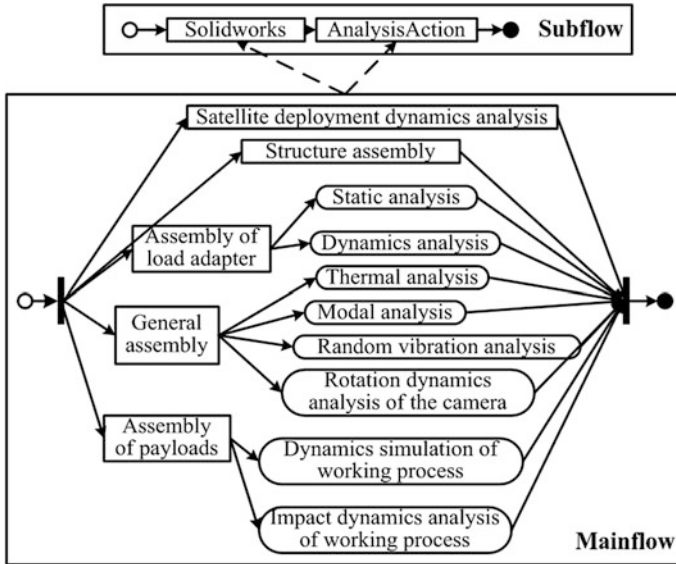 Solidworks
AnalysisAction
Subflow
Satellite deployment dynamics analysis
Structure assembly
Static analysis
Assembly of
load adapter
Dynamics analysis
Thermal analysis
General
assembly
Modal analysis
Random vibration analysis
Rotation dynamics
analysis of the camera
Assembly
of payloads
Dynamics simulation of
working process
Impact dynamics analysis
of working process
Mainflow